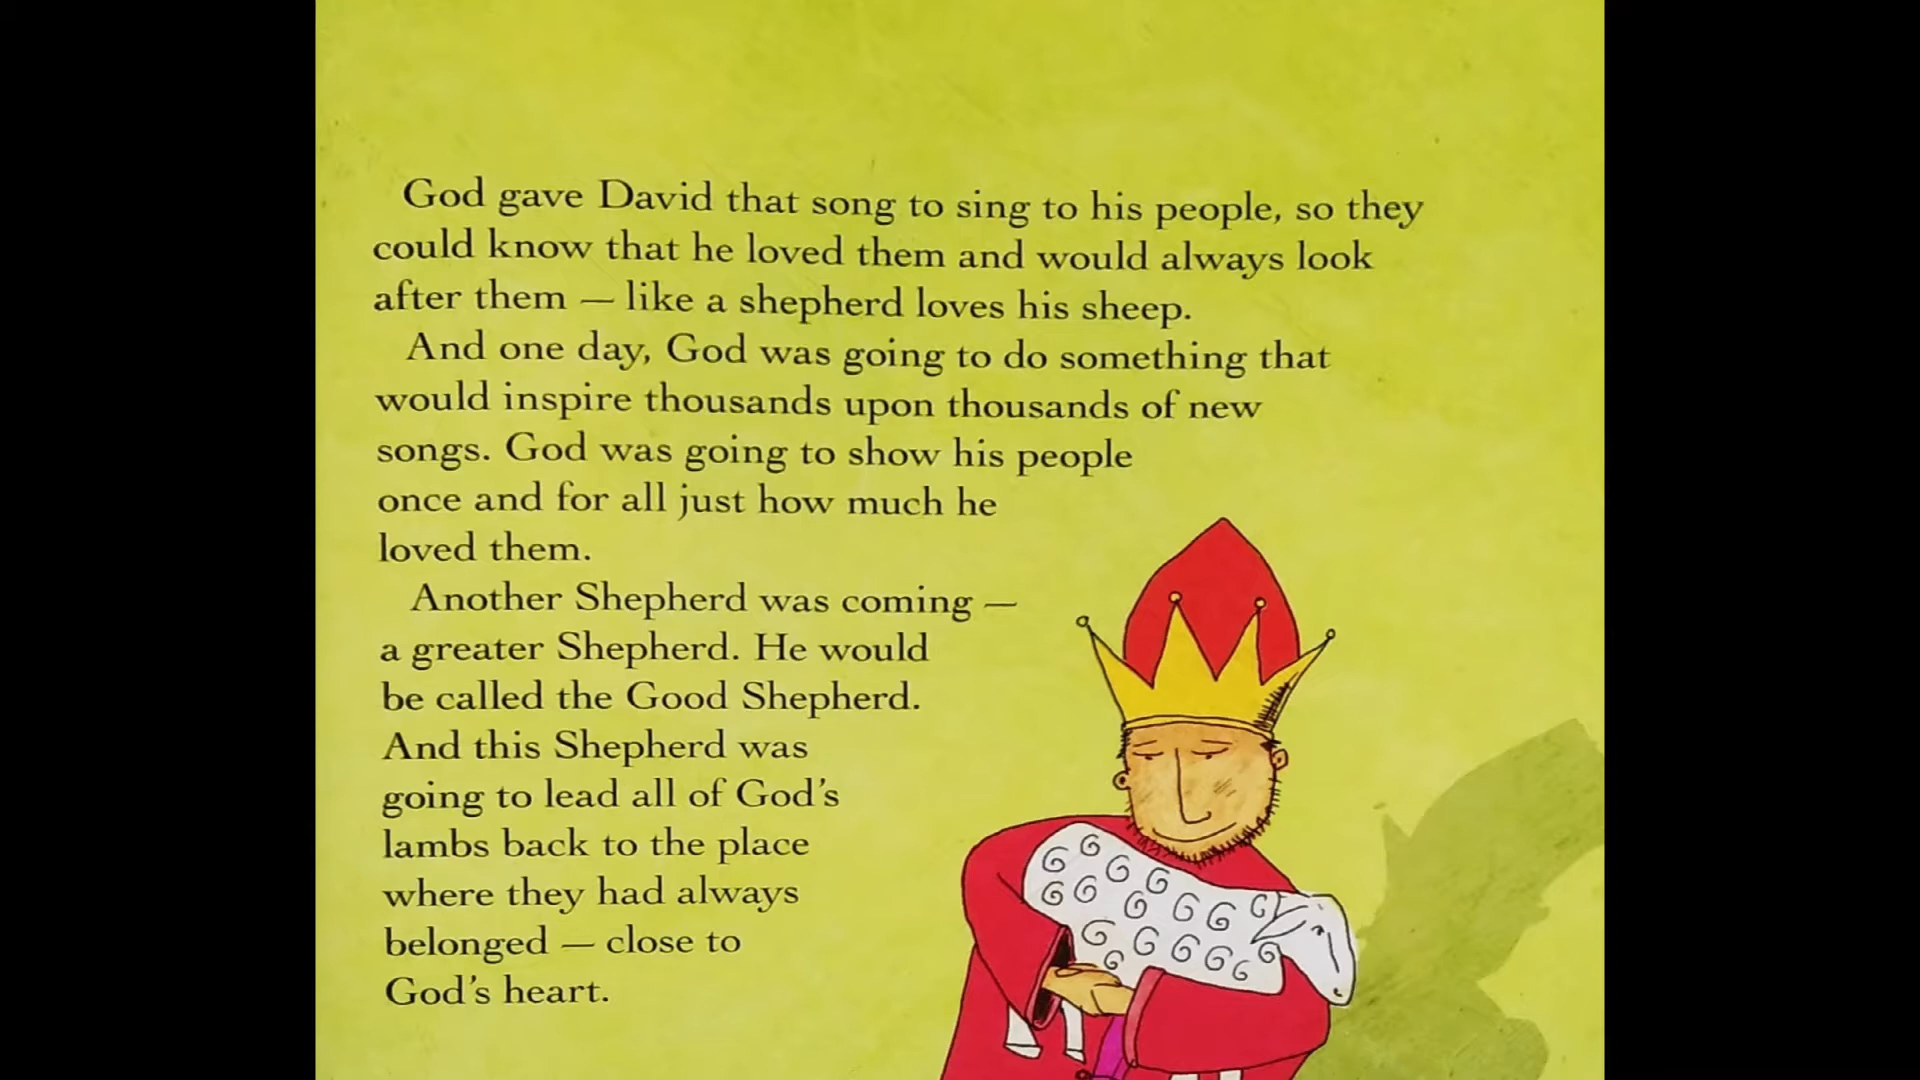 God gave David that song to sing to his people, so they
could know that he loved them and would always look
after them — like a shepherd loves his sheep.
And one day, God was going to do something that
would inspire thousands upon thousands of new
songs. God was going to show his people
once and for all just how much he
loved them.
Another Shepherd was coming —
a greater Shepherd. He would
be called the Good Shepherd.
And this Shepherd was
going to lead all of God's
lambs back to the place
where they had always
belonged — close to
God's heart.